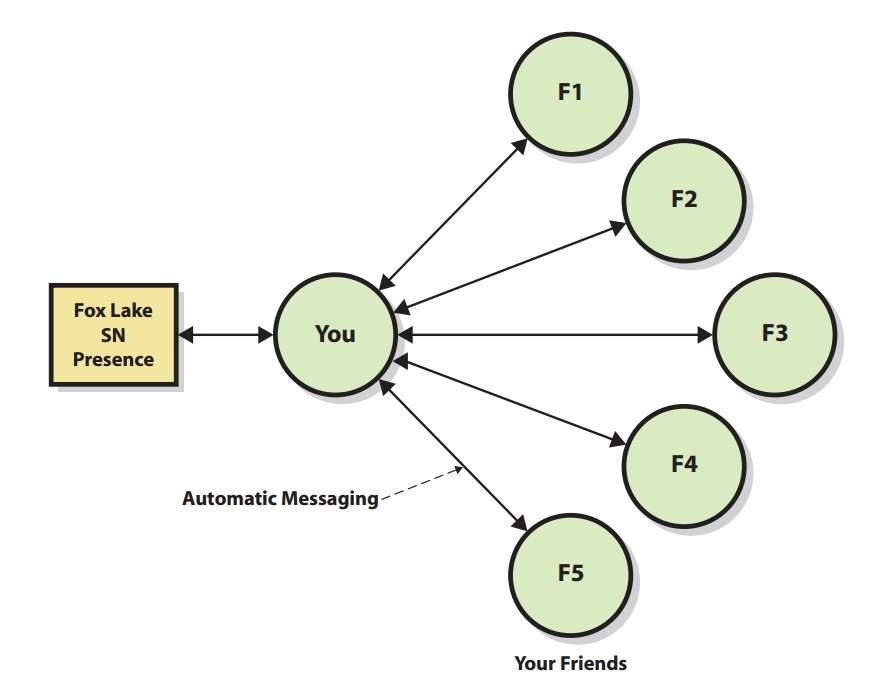 F1
F2
Fox Lake
SN
Presence
You
F3
F4
Automatic Messaging
F5
Your Friends